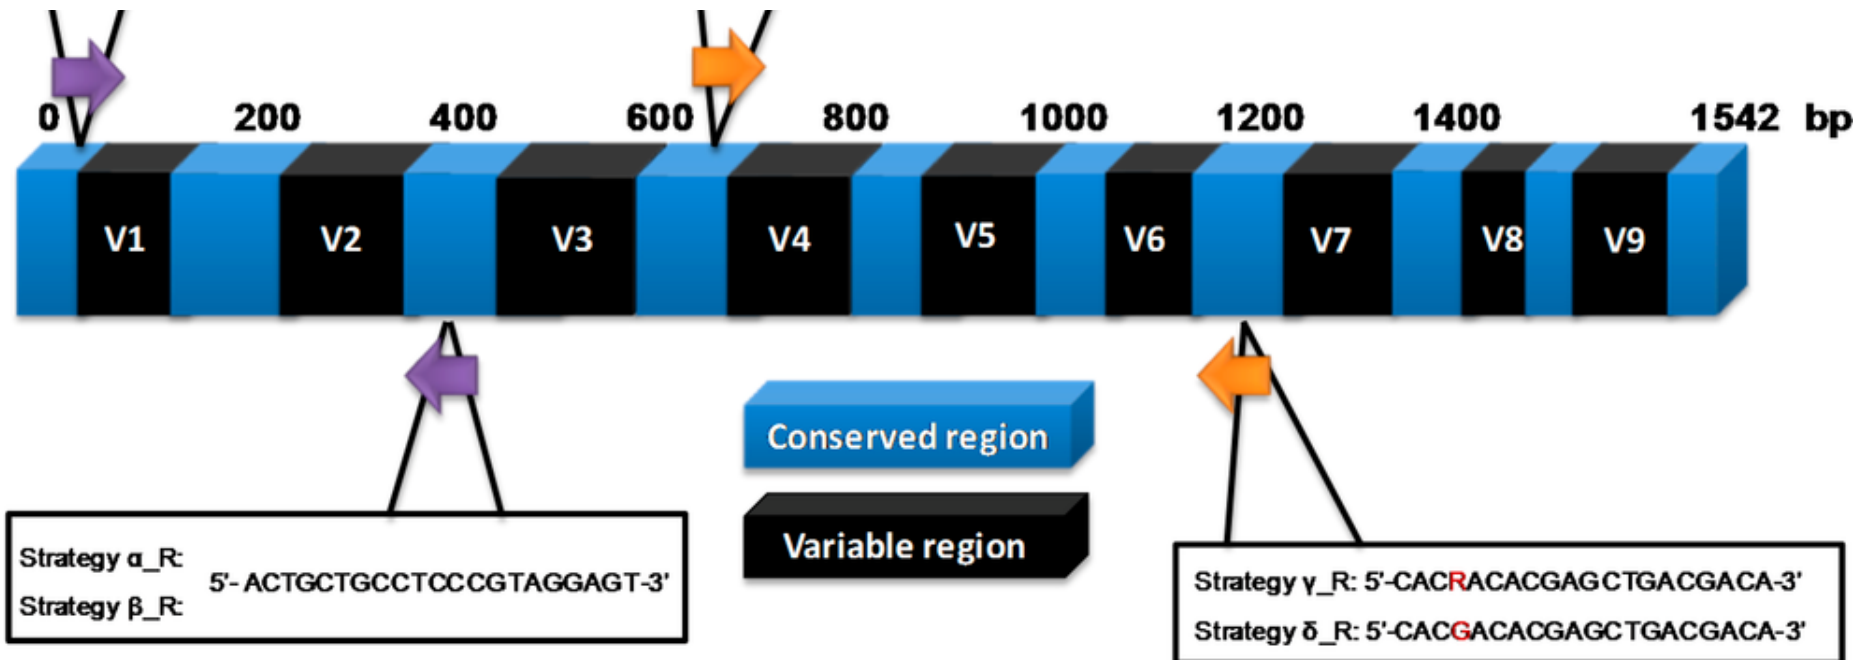 0 200 400 600 800 1000 1200 1400 1542 bp
V1 V2 V3 V4 V5 V6 V7 V8 V9
Conserved region
Variable region
Strategy α_R:
5'- ACTGCTGCCTCCCGTAGGAGT-3'
Strategy β_R:
Strategy γ_R: 5'-CACRACACGAGCTGACGACA-3'
Strategy δ_R: 5'-CACGACACGAGCTGACGACA-3'